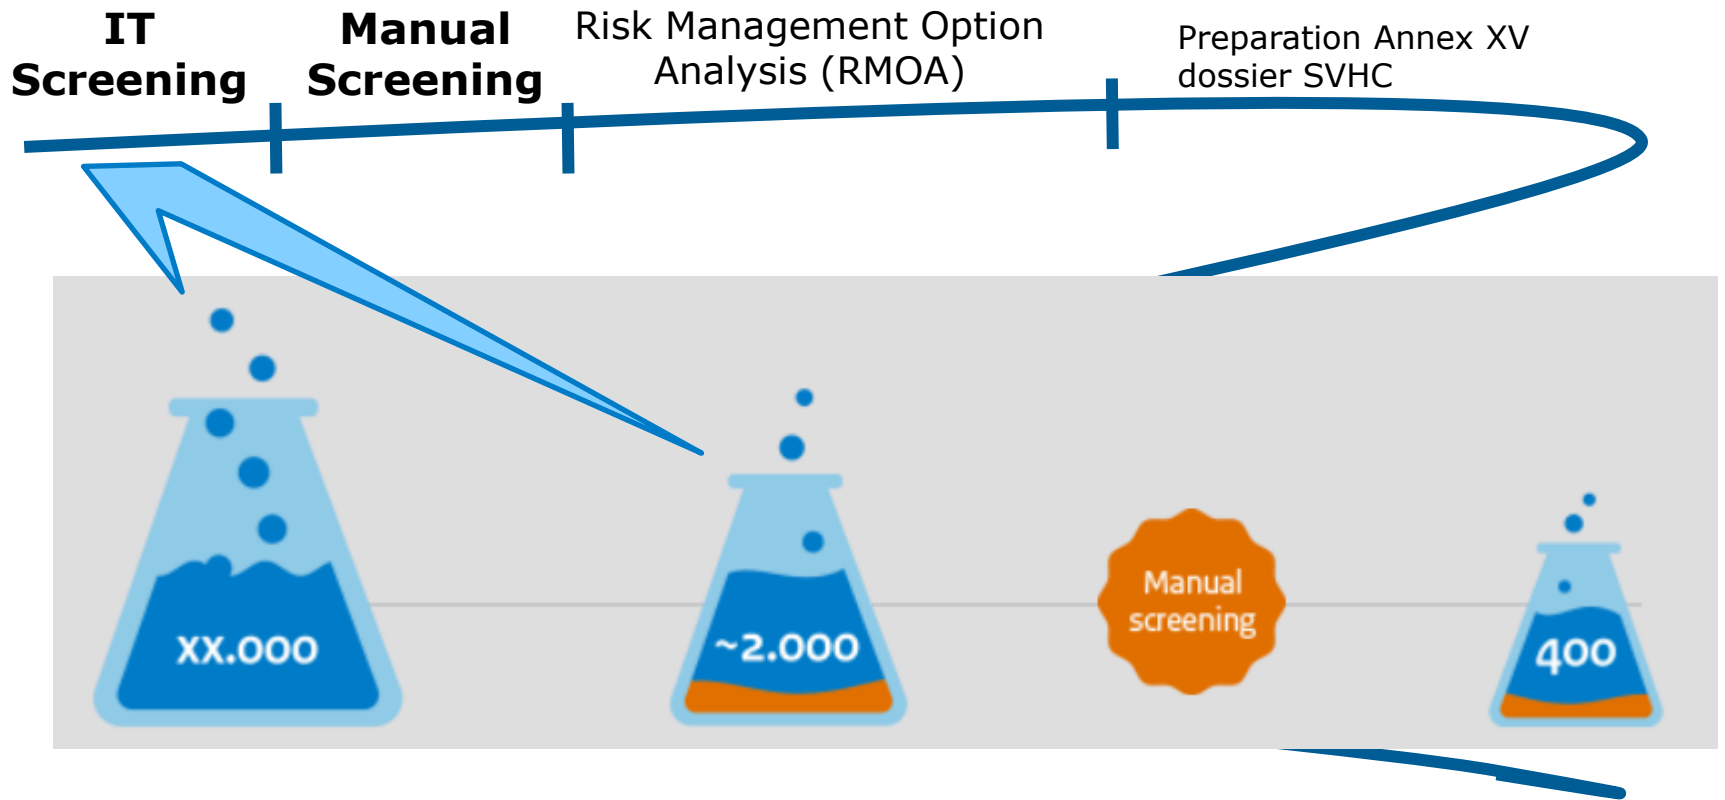 IT
Screening
Manual
Screening
Risk Management Option
Analysis (RMOA)
Preparation Annex XV
dossier SVHC
xx.000
~2.000
Manual
screening
400